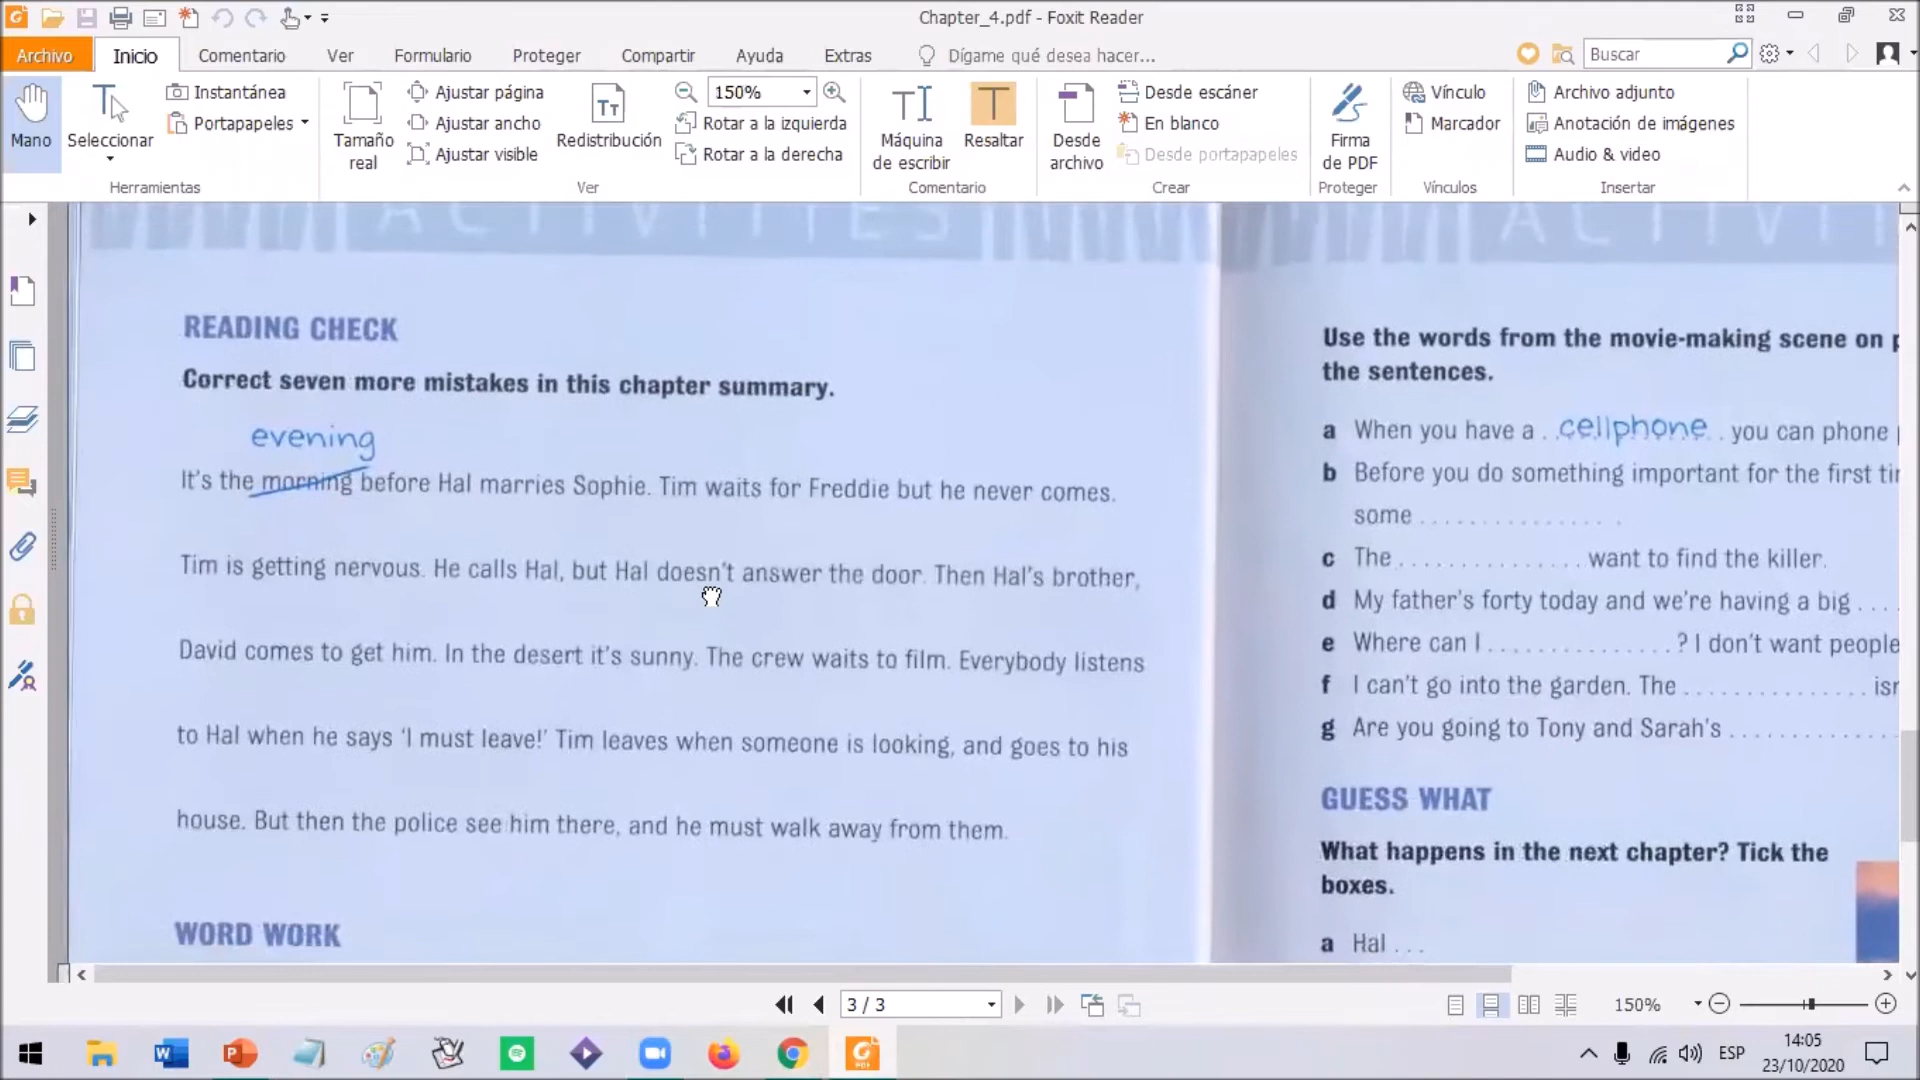 Chapter_4.pdf - Foxit Reader
Archivo Inicio Comentario Ver Formulario Proteger Compartir Ayuda Extras Dígame qué desea hacer... Buscar
Mano
Seleccionar
Instantánea
Portapapeles
Herramientas
Tamaño real
Ajustar página
Ajustar ancho
Ajustar visible
Redistribución
150%
Rotar a la izquierda
Rotar a la derecha
Ver
Máquina de escribir
Resaltar
Comentario
Desde archivo
Desde escáner
En blanco
Desde portapapeles
Crear
Firma de PDF
Proteger
Vínculo
Marcador
Vínculos
Archivo adjunto
Anotación de imágenes
Audio & video
Insertar
ACTIVITIES
READING CHECK
Correct seven more mistakes in this chapter summary.
evening
It's the morning before Hal marries Sophie. Tim waits for Freddie but he never comes.
Tim is getting nervous. He calls Hal, but Hal doesn't answer the door. Then Hal's brother,
David comes to get him. In the desert it's sunny. The crew waits to film. Everybody listens
to Hal when he says 'I must leave!' Tim leaves when someone is looking, and goes to his
house. But then the police see him there, and he must walk away from them.
WORD WORK
ACTIVIT
Use the words from the movie-making scene on
the sentences.
a When you have a . . cellphone . . you can phone
b Before you do something important for the first
some . . . . . . . . . . . . . . . .
c The . . . . . . . . . . . . . . . want to find the killer.
d My father's forty today and we're having a big . . . .
e Where can I . . . . . . . . . . . . . . . ? I don't want people
f I can't go into the garden. The . . . . . . . . . . . . . . .
g Are you going to Tony and Sarah's . . . . . . . . . . . . . .
GUESS WHAT
What happens in the next chapter? Tick the
boxes.
a Hal . . .
3 / 3
150%
ESP
14:05
23/10/2020